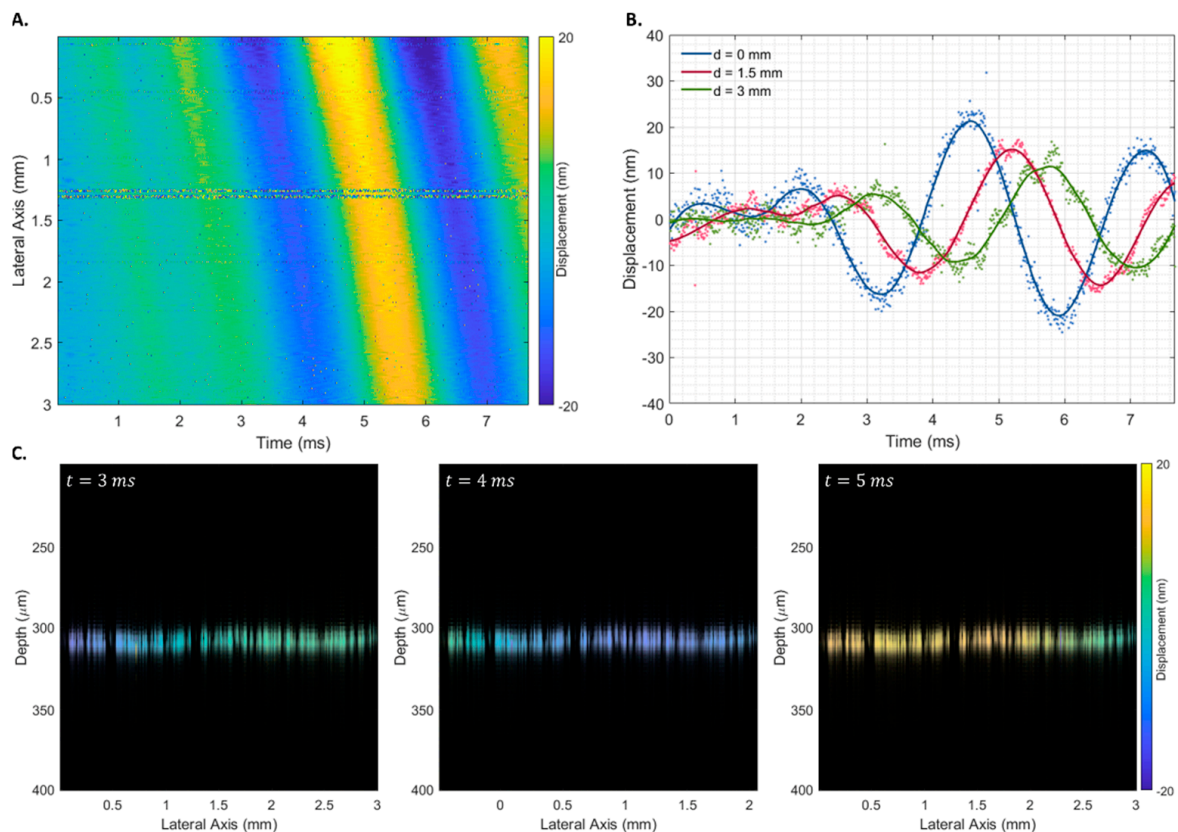 A.
20
0.5
1
1.5
2
2.5
3
Lateral Axis (mm)
1 2 3 4 5 6 7
Time (ms)
Displacement (nm)
-20
B.
40
30
20
10
0
-10
-20
-30
-40
Displacement (nm)
d = 0 mm
d = 1.5 mm
d = 3 mm
0 1 2 3 4 5 6 7
Time (ms)
C.
t = 3 ms
250
300
350
400
Depth (μm)
0.5 1 1.5 2 2.5 3
Lateral Axis (mm)
t = 4 ms
250
300
350
400
Depth (μm)
0 0.5 1 1.5 2
Lateral Axis (mm)
t = 5 ms
250
300
350
400
Depth (μm)
0.5 1 1.5 2 2.5 3
Lateral Axis (mm)
20
Displacement (nm)
-20